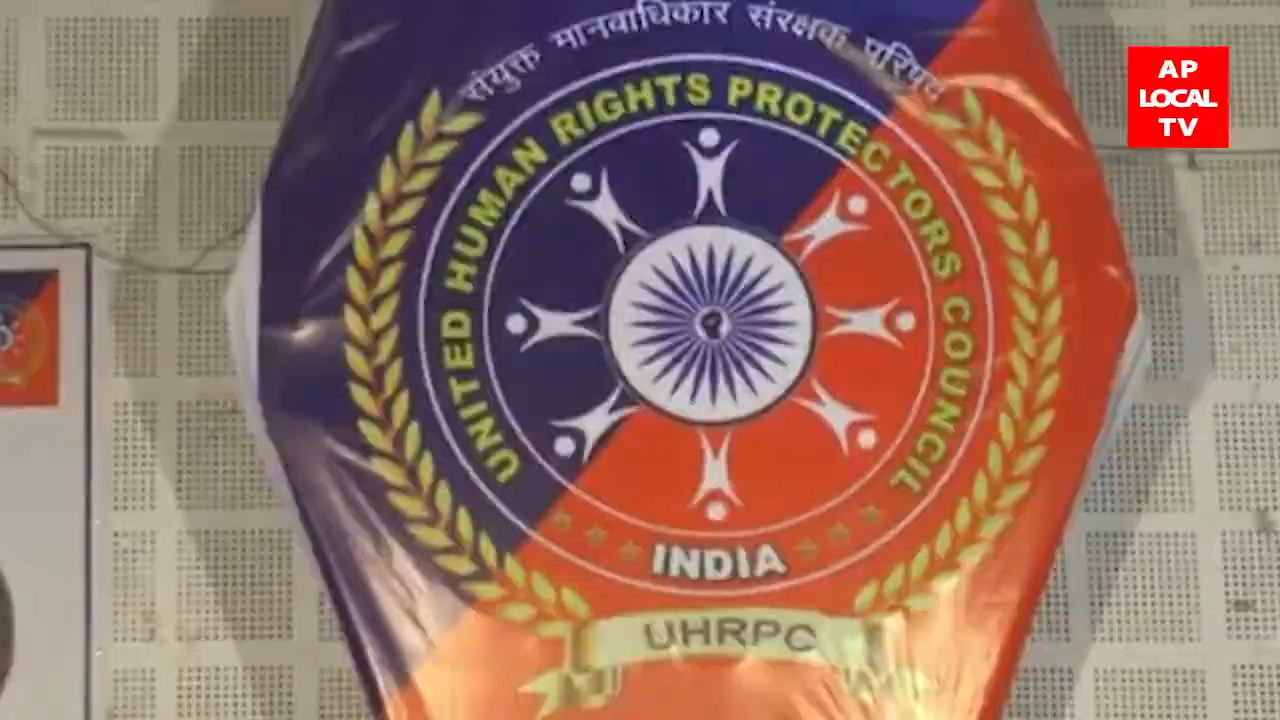 संयुक्त मानवाधिकार संरक्षक परिषद
UNITED HUMAN RIGHTS PROTECTORS COUNCIL
INDIA
UHRPC
AP
LOCAL
TV